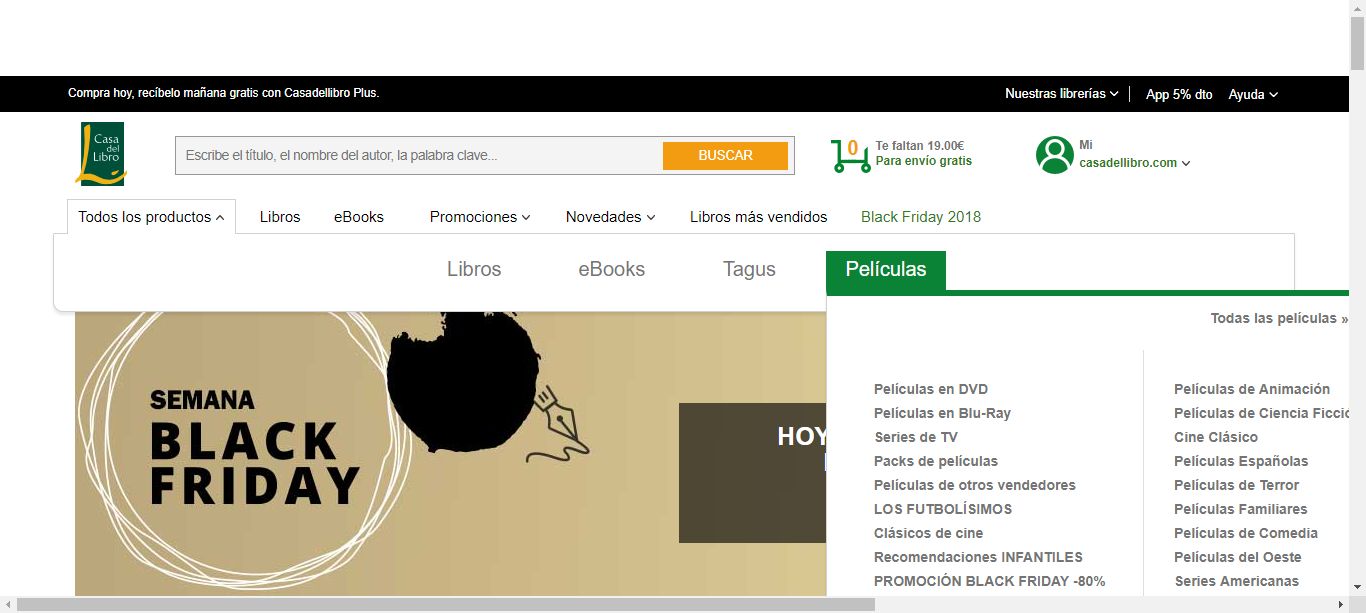 Compra hoy, recíbelo mañana gratis con Casadellibro Plus.
Nuestras librerías
App 5% dto
Ayuda
Casa
del
Libro
Escribe el título, el nombre del autor, la palabra clave...
BUSCAR
0
Te faltan 19.00€
Para envío gratis
Mi
casadellibro.com
Todos los productos
Libros
eBooks
Promociones
Novedades
Libros más vendidos
Black Friday 2018
Libros
eBooks
Tagus
Películas
Todas las películas »
SEMANA
BLACK
FRIDAY
HOY
Películas en DVD
Películas en Blu-Ray
Series de TV
Packs de películas
Películas de otros vendedores
LOS FUTBOLÍSIMOS
Clásicos de cine
Recomendaciones INFANTILES
PROMOCIÓN BLACK FRIDAY -80%
Películas de Animación
Películas de Ciencia Ficcio
Cine Clásico
Películas Españolas
Películas de Terror
Películas Familiares
Películas de Comedia
Películas del Oeste
Series Americanas